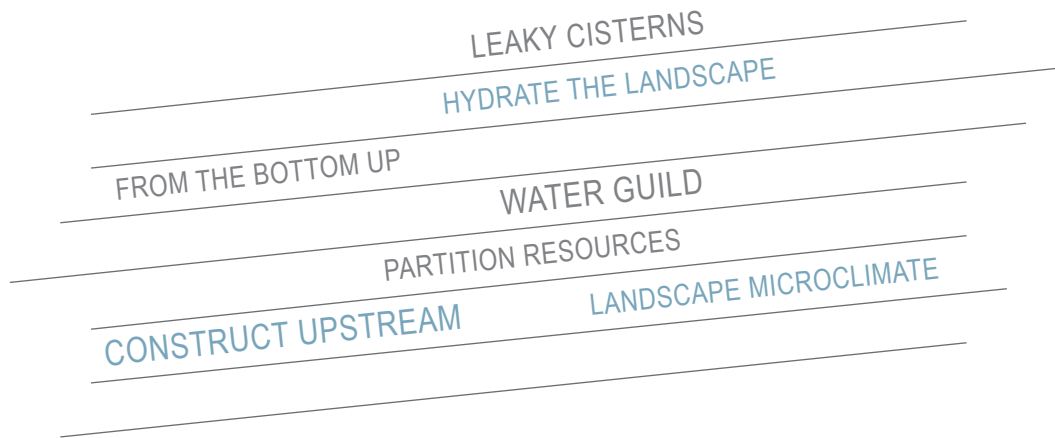 LEAKY CISTERNS
HYDRATE THE LANDSCAPE
FROM THE BOTTOM UP
WATER GUILD
PARTITION RESOURCES
CONSTRUCT UPSTREAM
LANDSCAPE MICROCLIMATE